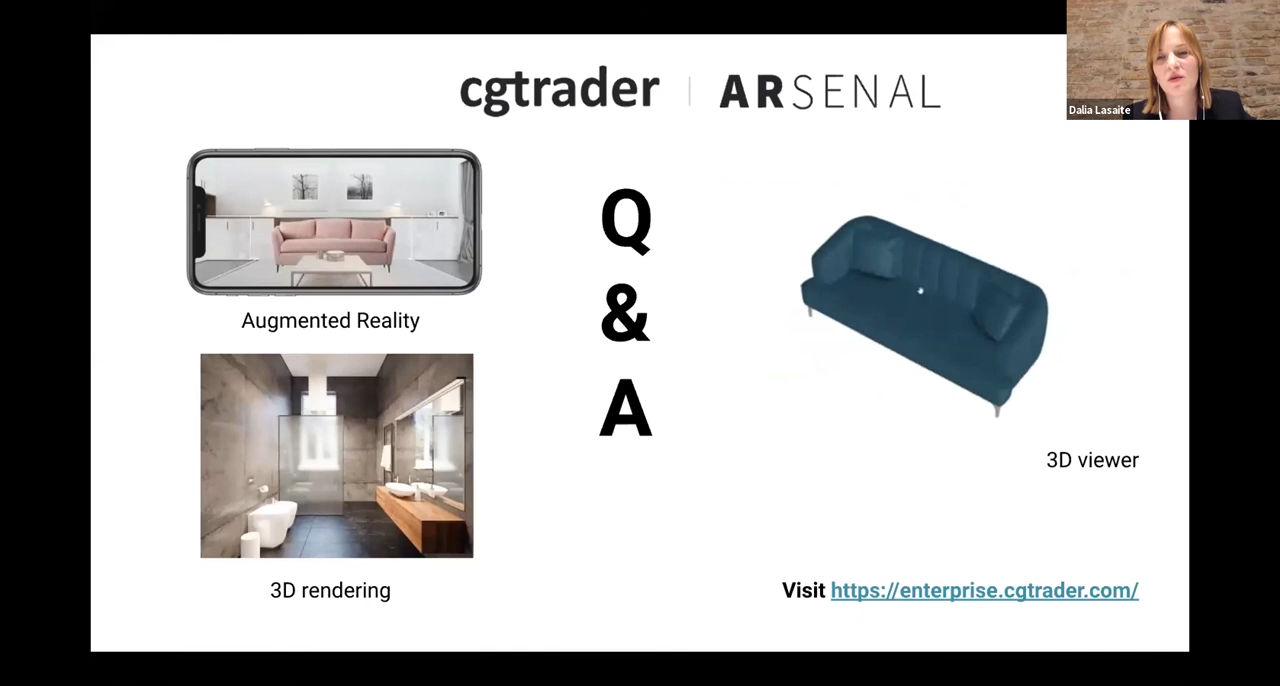 cgtrader | ARSENAL
Dalia Lasaite
Q
&
A
Augmented Reality
3D viewer
3D rendering
Visit https://enterprise.cgtrader.com/